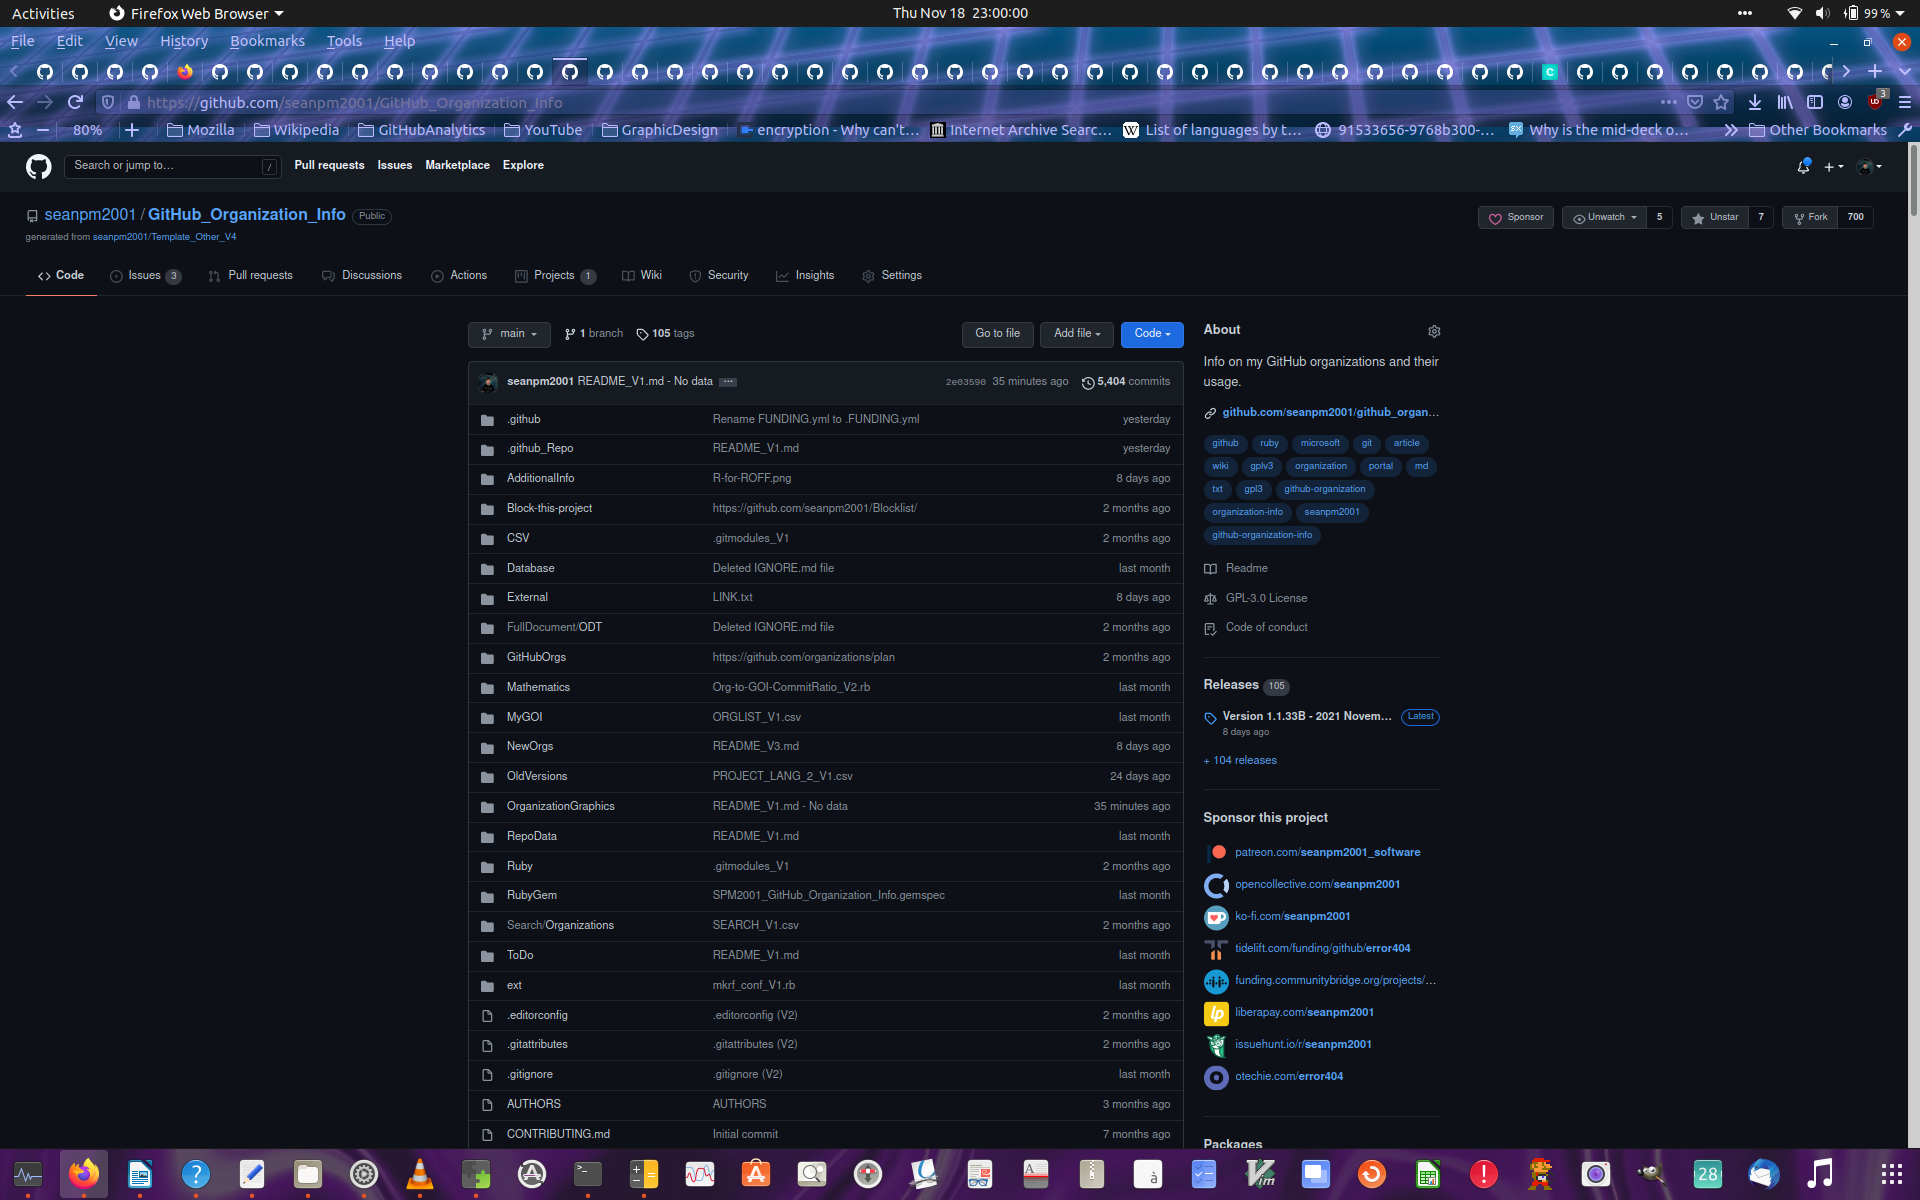 Activities Firefox Web Browser Thu Nov 18 23:00:00 99 %
File Edit View History Bookmarks Tools Help
https://github.com/seanpm2001/GitHub_Organization_Info 3
80% Mozilla Wikipedia GitHubAnalytics YouTube GraphicDesign encryption - Why can't… Internet Archive Searc… W List of languages by t… 91533656-9768b300-… Why is the mid-deck o… Other Bookmarks
Search or jump to… / Pull requests Issues Marketplace Explore
seanpm2001 / GitHub_Organization_Info Public Sponsor Unwatch 5 Unstar 7 Fork 700
generated from seanpm2001/Template_Other_V4
Code Issues 3 Pull requests Discussions Actions Projects 1 Wiki Security Insights Settings
main 1 branch 105 tags Go to file Add file Code
seanpm2001 README_V1.md - No data … 2e03590 35 minutes ago 5,404 commits
.github Rename FUNDING.yml to .FUNDING.yml yesterday
.github_Repo README_V1.md yesterday
AdditionalInfo R-for-ROFF.png 8 days ago
Block-this-project https://github.com/seanpm2001/Blocklist/ 2 months ago
CSV .gitmodules_V1 2 months ago
Database Deleted IGNORE.md file last month
External LINK.txt 8 days ago
FullDocument/ODT Deleted IGNORE.md file 2 months ago
GitHubOrgs https://github.com/organizations/plan 2 months ago
Mathematics Org-to-GOI-CommitRatio_V2.rb last month
MyGOI ORGLIST_V1.csv last month
NewOrgs README_V3.md 8 days ago
OldVersions PROJECT_LANG_2_V1.csv 24 days ago
OrganizationGraphics README_V1.md - No data 35 minutes ago
RepoData README_V1.md last month
Ruby .gitmodules_V1 2 months ago
RubyGem SPM2001_GitHub_Organization_Info.gemspec last month
Search/Organizations SEARCH_V1.csv 2 months ago
ToDo README_V1.md last month
ext mkrf_conf_V1.rb last month
.editorconfig .editorconfig (V2) 2 months ago
.gitattributes .gitattributes (V2) 2 months ago
.gitignore .gitignore (V2) last month
AUTHORS AUTHORS 3 months ago
CONTRIBUTING.md Initial commit 7 months ago
About
Info on my GitHub organizations and their
usage.
github.com/seanpm2001/github_organ…
github ruby microsoft git article
wiki gplv3 organization portal md
txt gpl3 github-organization
organization-info seanpm2001
github-organization-info
Readme
GPL-3.0 License
Code of conduct
Releases 105
Version 1.1.33B - 2021 Novem… Latest
8 days ago
+ 104 releases
Sponsor this project
patreon.com/seanpm2001_software
opencollective.com/seanpm2001
ko-fi.com/seanpm2001
tidelift.com/funding/github/error404
funding.communitybridge.org/projects/…
lp liberapay.com/seanpm2001
issuehunt.io/r/seanpm2001
otechie.com/error404
Packages
28